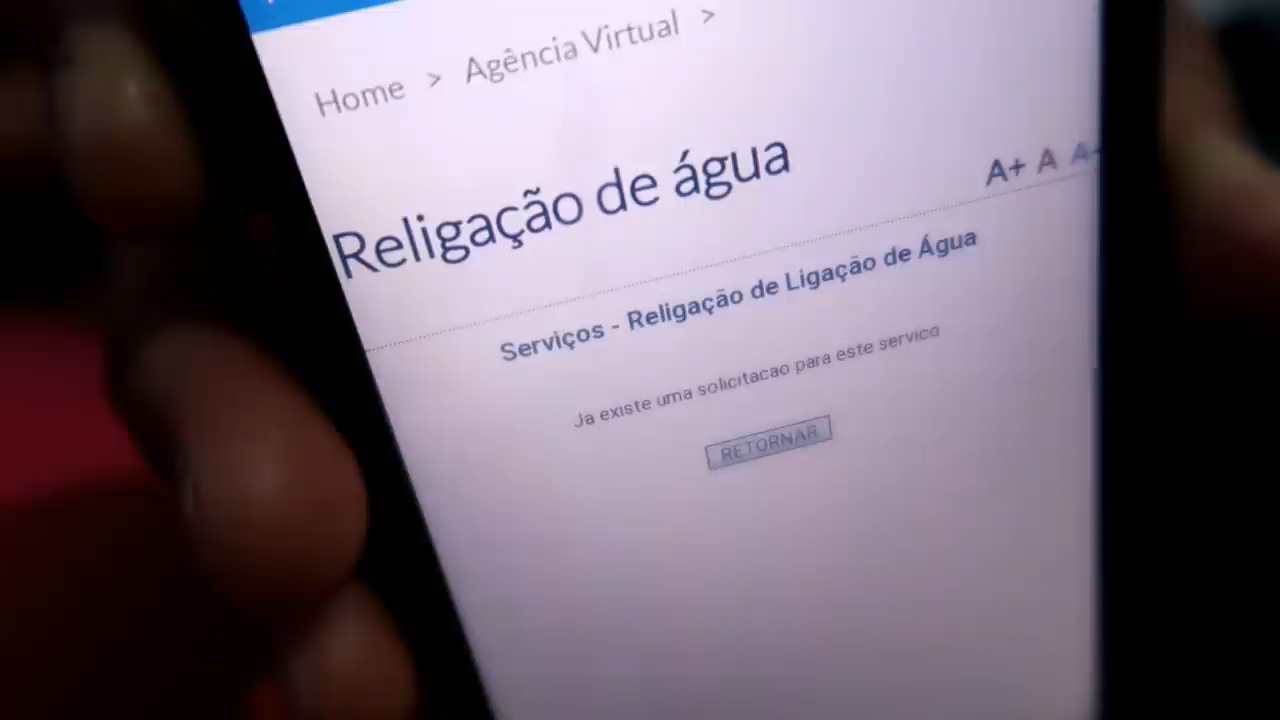 Home > Agência Virtual >
Religação de água
A+ A A-
Serviços - Religação de Ligação de Água
Ja existe uma solicitacao para este servico
RETORNAR